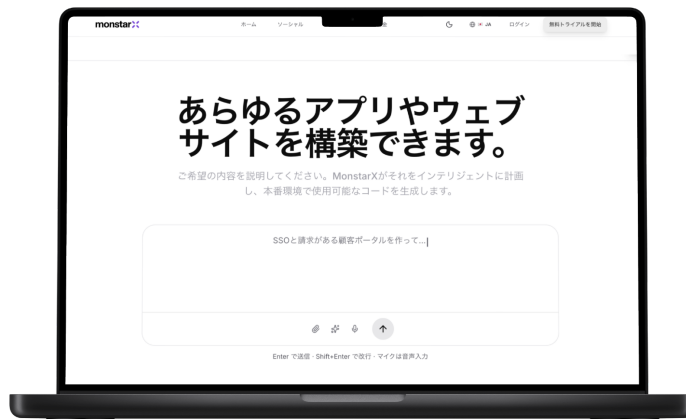 monstar
ホーム ソーシャル JA ログイン 無料トライアルを開始
あらゆるアプリやウェブ
サイトを構築できます。
ご希望の内容を説明してください。MonstarXがそれをインテリジェントに計画
し、本番環境で使用可能なコードを生成します。
SSOと請求がある顧客ポータルを作って...
Enter で送信 · Shift+Enter で改行 · マイクは音声入力